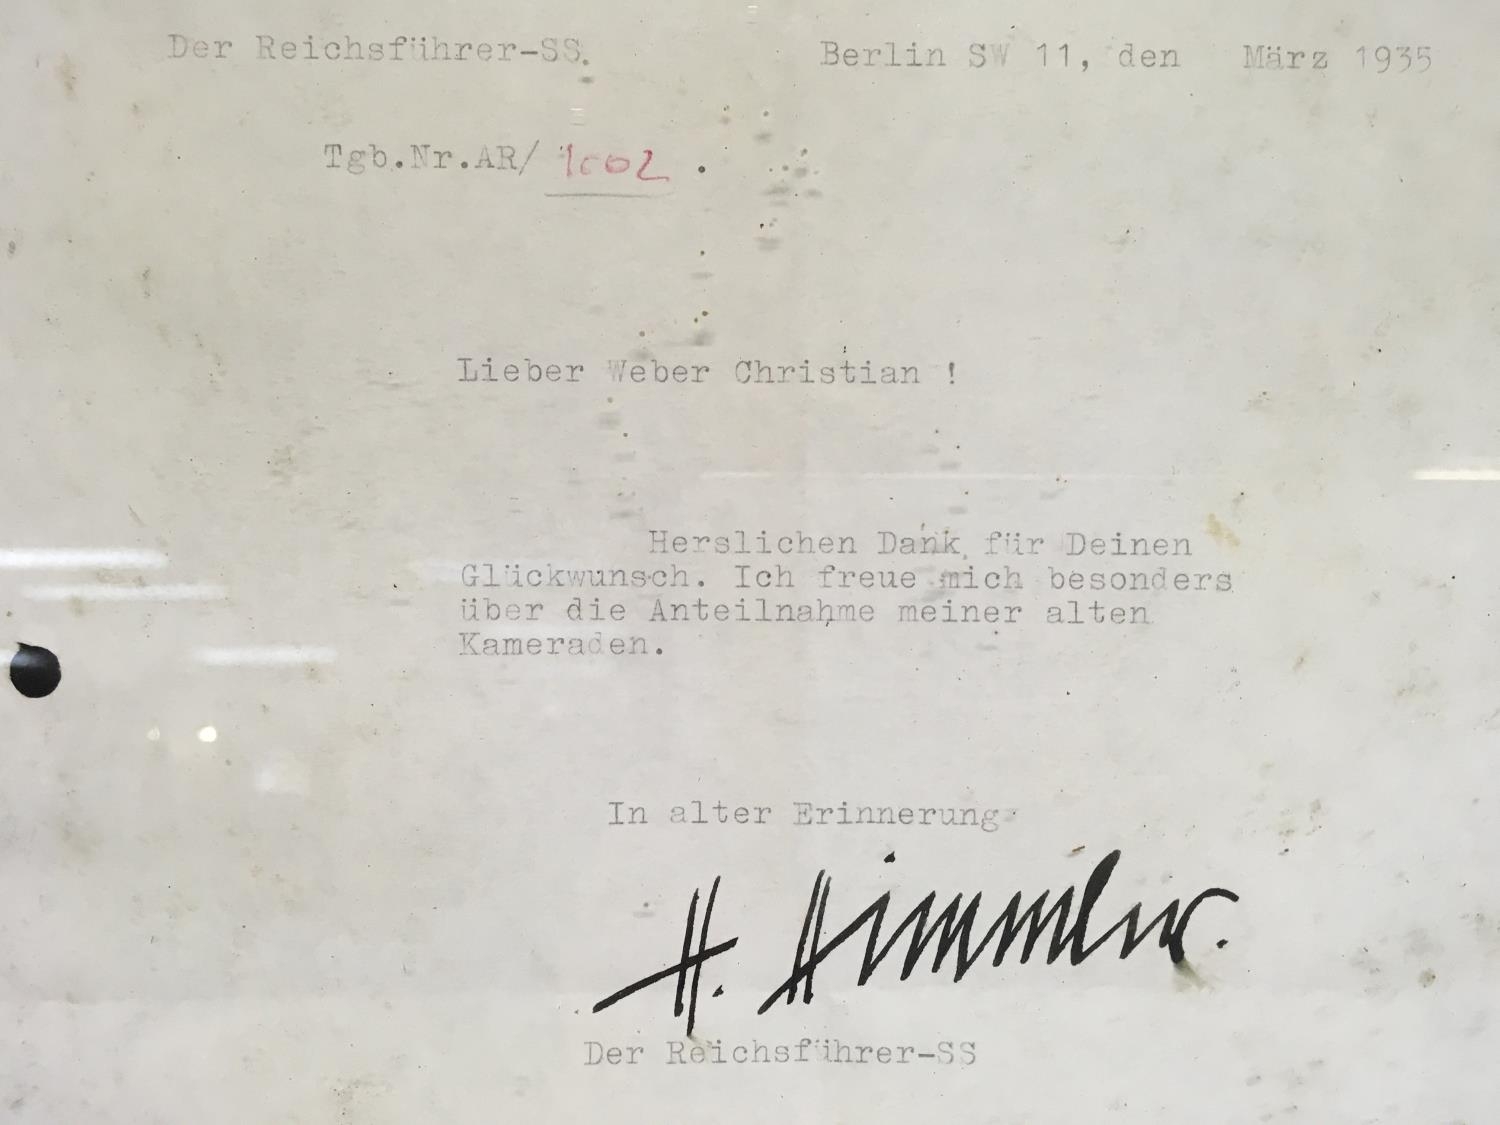 Der Reichsführer-SS.
Berlin SW 11, den März 1935
Tgb.Nr.AR/ 1002 .
Lieber Weber Christian !
Herslichen Dank für Deinen
Glückwunsch. Ich freue mich besonders
über die Anteilnahme meiner alten
Kameraden.
In alter Erinnerung
H. Himmler.
Der Reichsführer-SS